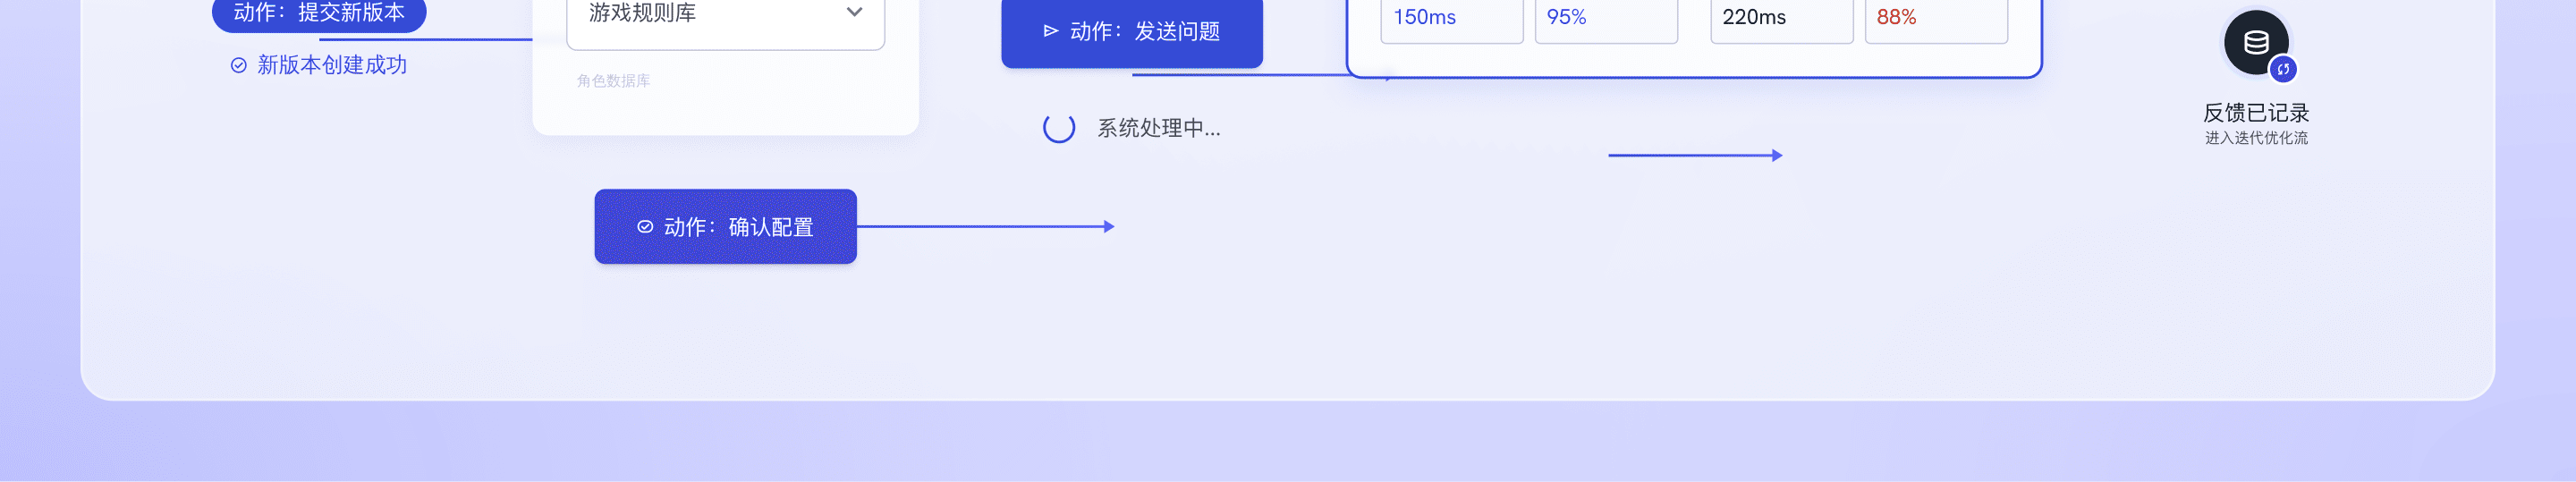 动作：提交新版本
新版本创建成功
游戏规则库
角色数据库
动作：确认配置
动作：发送问题
系统处理中...
150ms
95%
220ms
88%
反馈已记录
进入迭代优化流